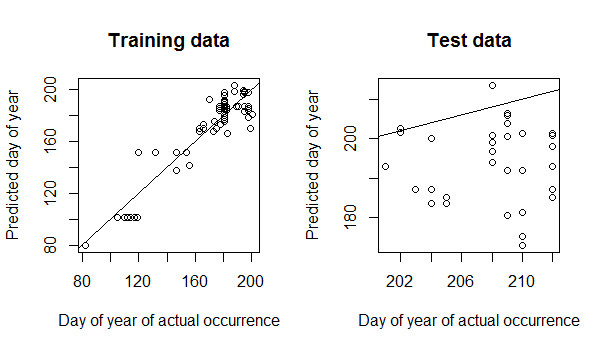 Training data
Test data
Predicted day of year
80
120
160
200
80
120
160
200
Day of year of actual occurrence
Predicted day of year
180
200
202
206
210
Day of year of actual occurrence